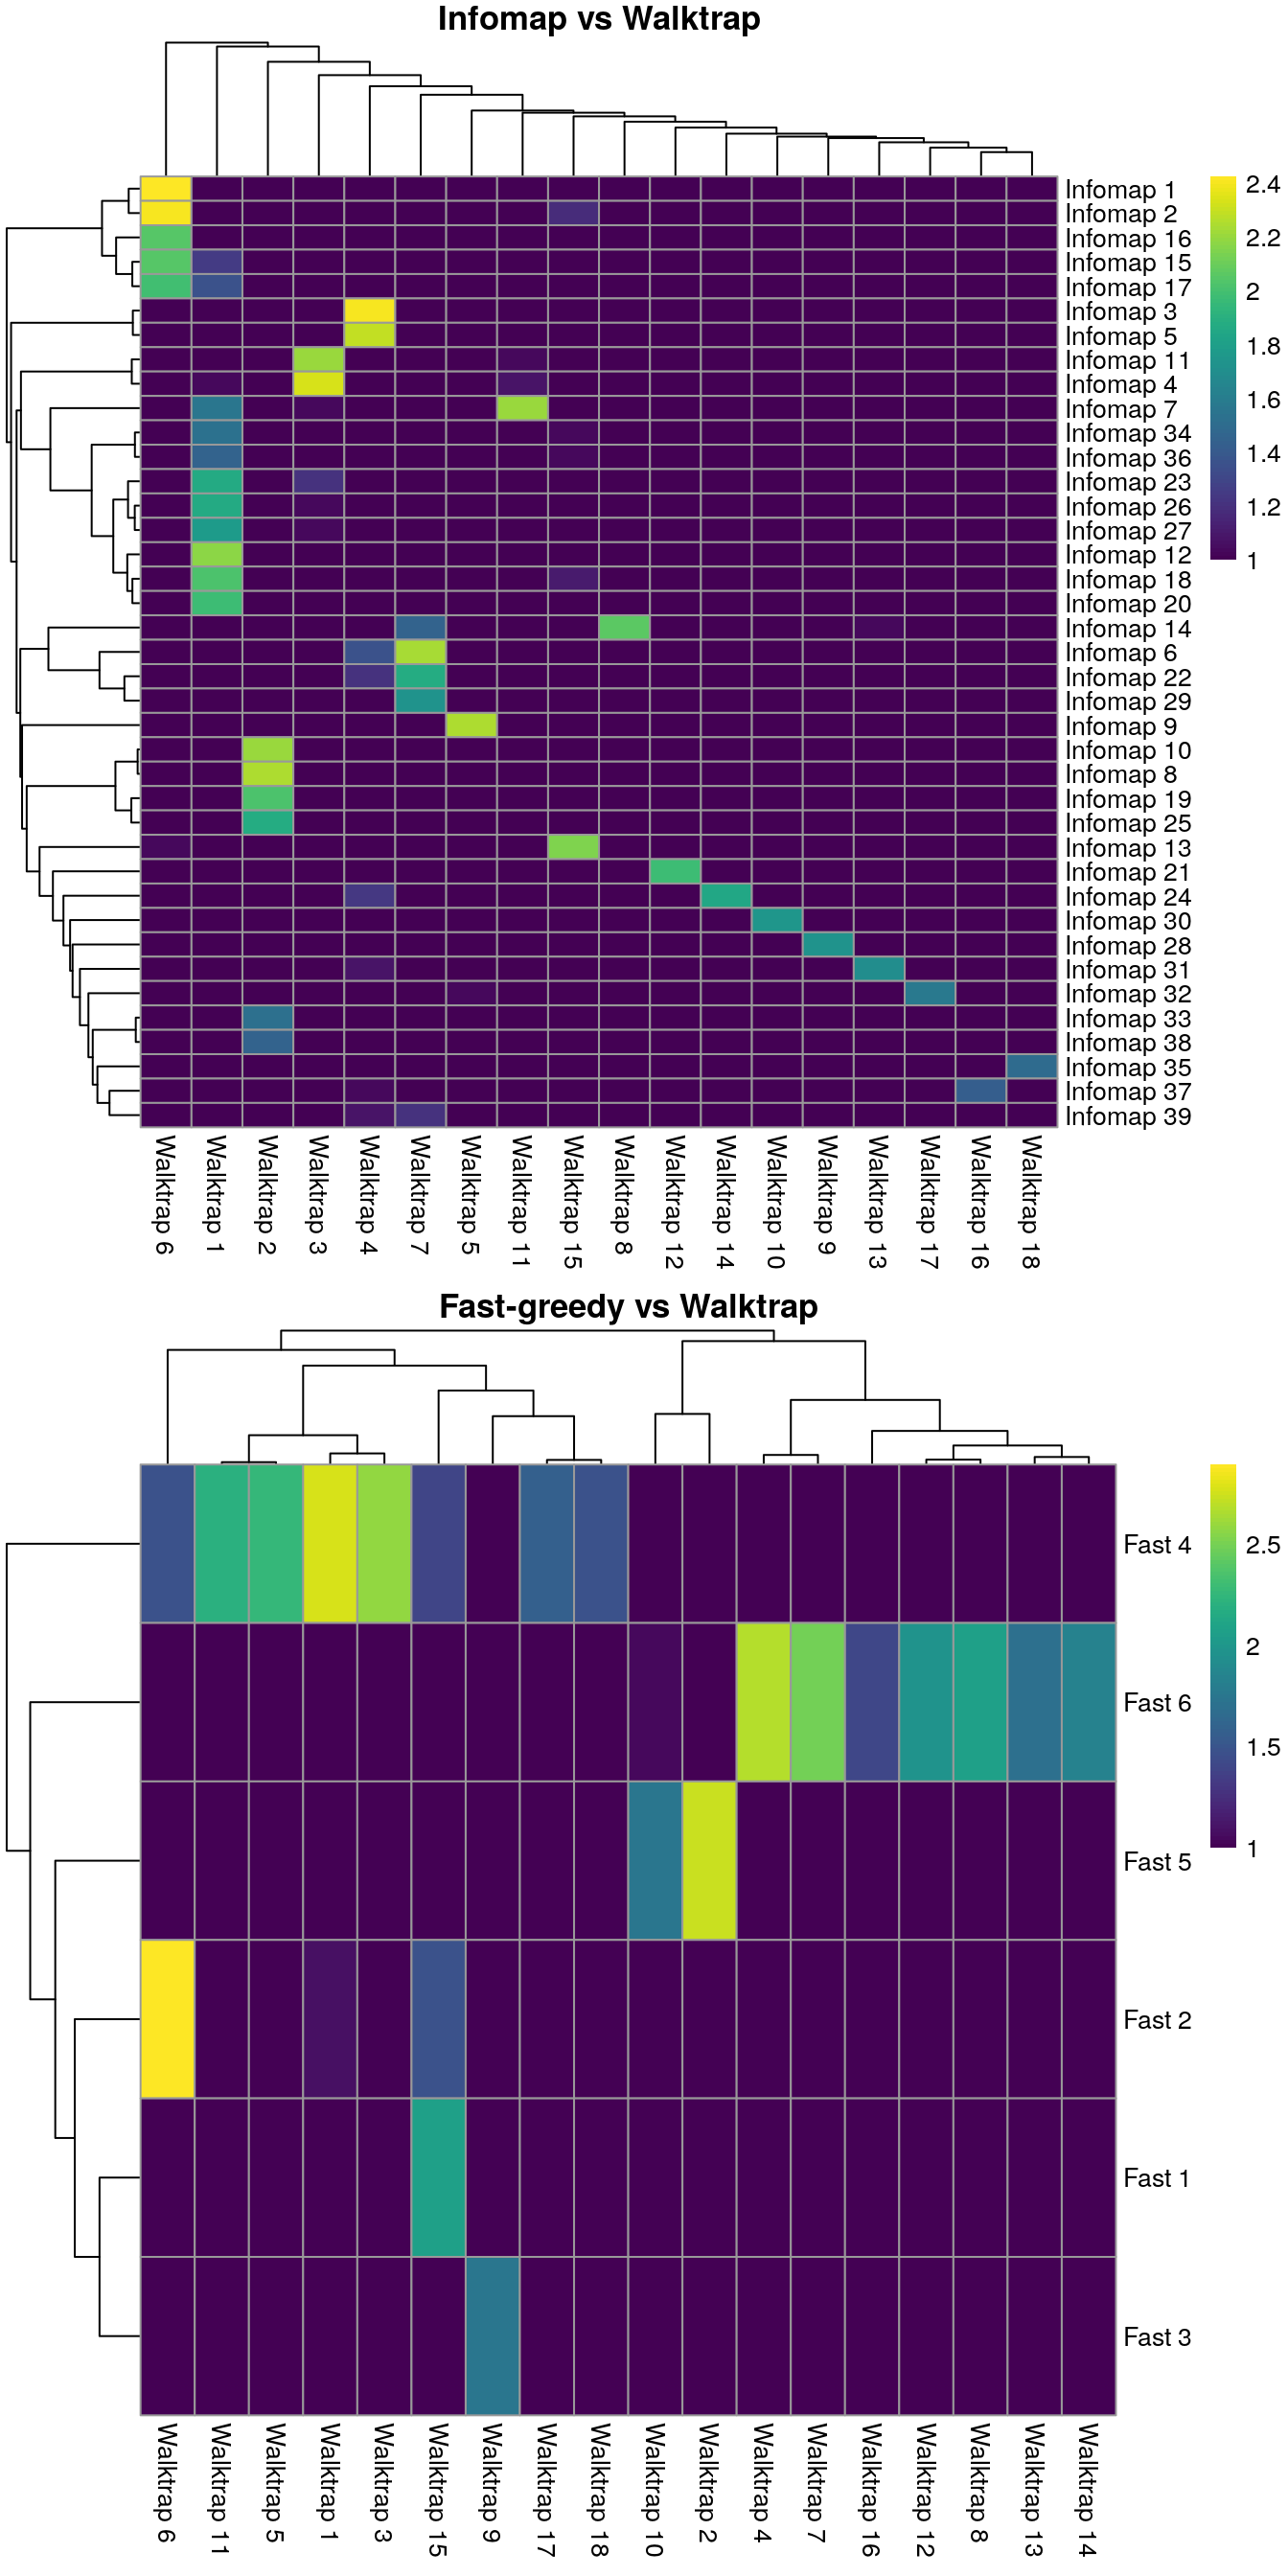 Infomap vs Walktrap
2.4
2.2
2
1.8
1.6
1.4
1.2
1
Infomap 1
Infomap 2
Infomap 16
Infomap 15
Infomap 17
Infomap 3
Infomap 5
Infomap 11
Infomap 4
Infomap 7
Infomap 34
Infomap 36
Infomap 23
Infomap 26
Infomap 27
Infomap 12
Infomap 18
Infomap 20
Infomap 14
Infomap 6
Infomap 22
Infomap 29
Infomap 9
Infomap 10
Infomap 8
Infomap 19
Infomap 25
Infomap 13
Infomap 21
Infomap 24
Infomap 30
Infomap 28
Infomap 31
Infomap 32
Infomap 33
Infomap 38
Infomap 35
Infomap 37
Infomap 39
Walktrap 6
Walktrap 1
Walktrap 2
Walktrap 3
Walktrap 4
Walktrap 7
Walktrap 5
Walktrap 11
Walktrap 15
Walktrap 8
Walktrap 12
Walktrap 14
Walktrap 10
Walktrap 9
Walktrap 13
Walktrap 17
Walktrap 16
Walktrap 18
Fast-greedy vs Walktrap
2.5
2
1.5
1
Fast 4
Fast 6
Fast 5
Fast 2
Fast 1
Fast 3
Walktrap 6
Walktrap 11
Walktrap 5
Walktrap 1
Walktrap 3
Walktrap 15
Walktrap 9
Walktrap 17
Walktrap 18
Walktrap 10
Walktrap 2
Walktrap 4
Walktrap 7
Walktrap 16
Walktrap 12
Walktrap 8
Walktrap 13
Walktrap 14